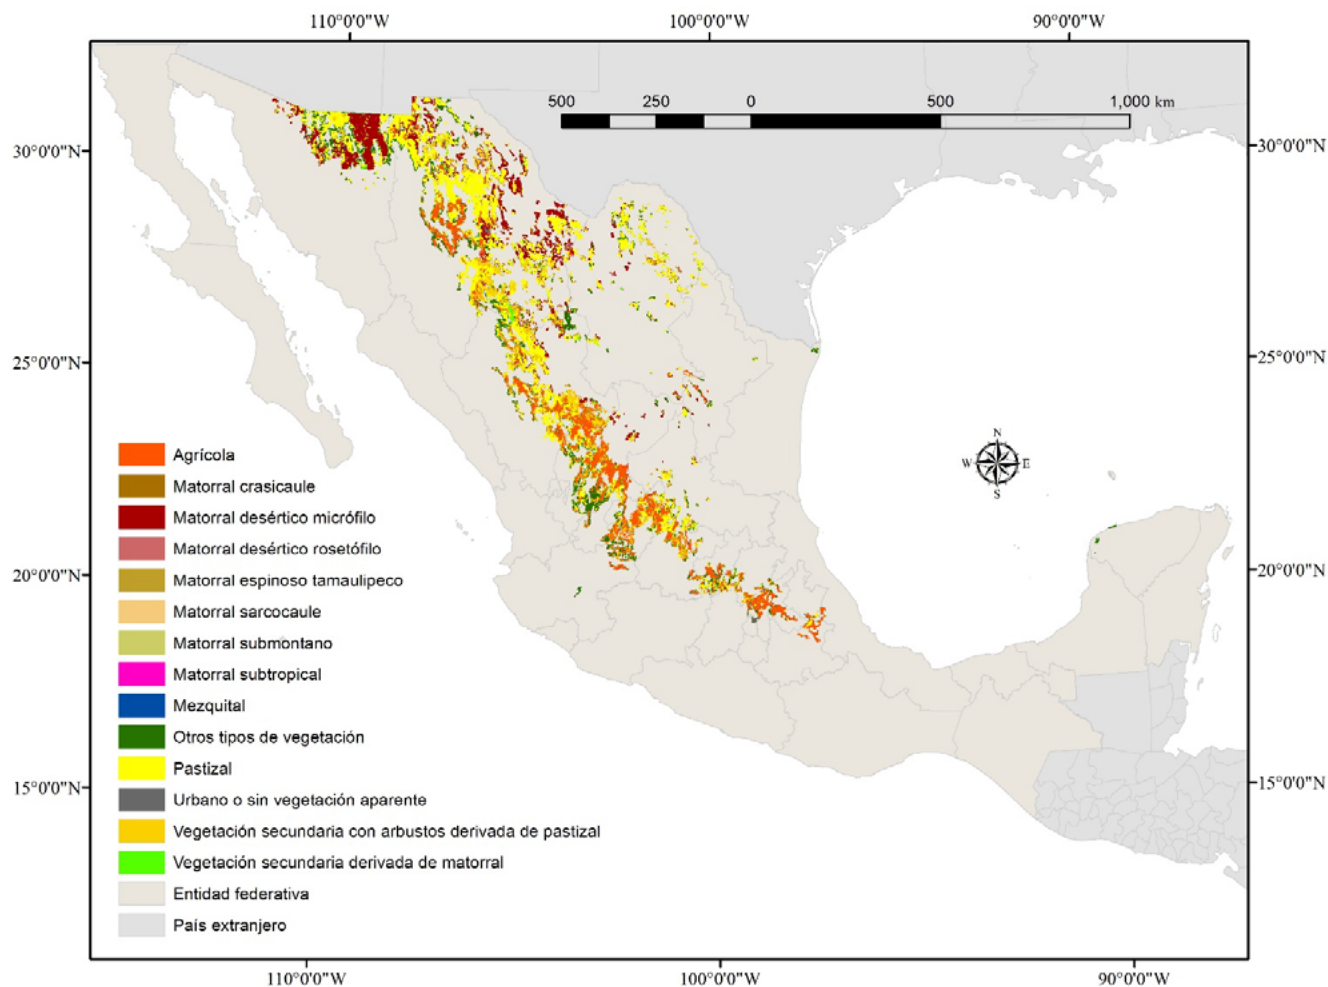 110°0'0"W 100°0'0"W 90°0'0"W
500 250 0 500 1,000 km
30°0'0"N 30°0'0"N
25°0'0"N 25°0'0"N
N
W E
S
Agrícola
Matorral crasicaule
Matorral desértico micrófilo
Matorral desértico rosetófilo
20°0'0"N 20°0'0"N
Matorral espinoso tamaulipeco
Matorral sarcocaule
Matorral submontano
Matorral subtropical
Mezquital
Otros tipos de vegetación
Pastizal
15°0'0"N 15°0'0"N
Urbano o sin vegetación aparente
Vegetación secundaria con arbustos derivada de pastizal
Vegetación secundaria derivada de matorral
Entidad federativa
País extranjero
110°0'0"W 100°0'0"W 90°0'0"W